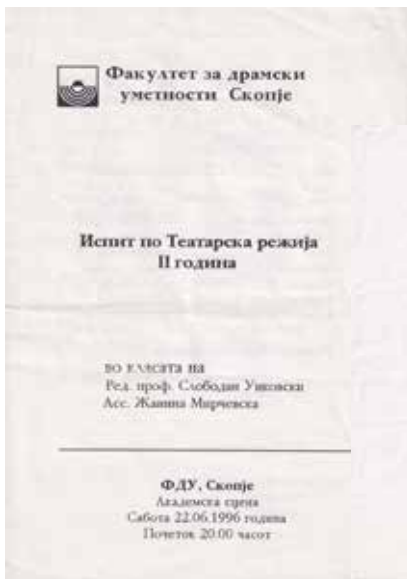 Факултет за драмски
уметности Скопје
Испит по Театарска режија
II година
во класата на
Ред. проф. Слободан Унковски
Асс. Жанина Мирчевска
ФДУ, Скопје
Академска сцена
Сабота 22.06.1996 година
Почеток 20.00 часот